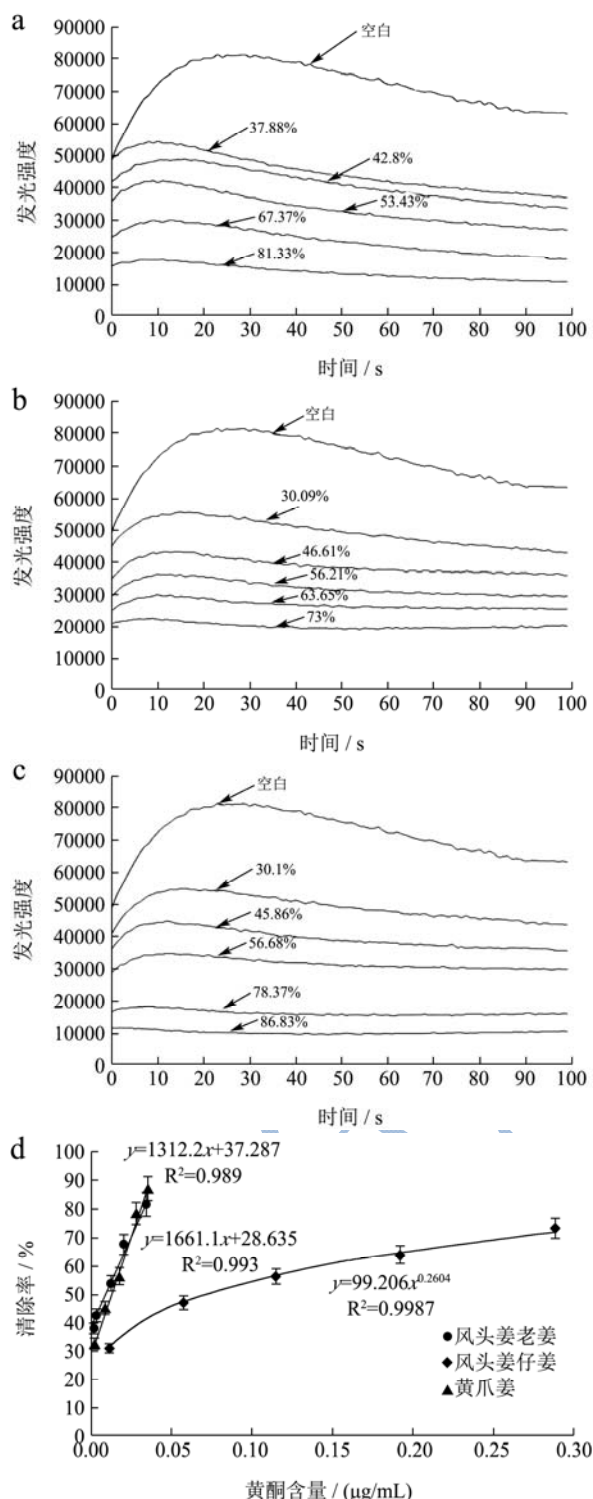 a
90000
80000
70000
60000
50000
40000
30000
20000
10000
0
空白
37.88%
42.8%
53.43%
67.37%
81.33%
发光强度
0 10 20 30 40 50 60 70 80 90 100
时间 / s
b
90000
80000
70000
60000
50000
40000
30000
20000
10000
0
空白
30.09%
46.61%
56.21%
63.65%
73%
发光强度
0 10 20 30 40 50 60 70 80 90 100
时间 / s
c
90000
80000
70000
60000
50000
40000
30000
20000
10000
0
空白
30.1%
45.86%
56.68%
78.37%
86.83%
发光强度
0 10 20 30 40 50 60 70 80 90 100
时间 / s
d
100
90
80
70
60
50
40
30
20
10
0
y=1312.2x+37.287
R²=0.989
y=1661.1x+28.635
R²=0.993
y=99.206x^0.2604
R²=0.9987
清除率 / %
●风头姜老姜
◆风头姜仔姜
▲黄爪姜
0.00 0.05 0.10 0.15 0.20 0.25 0.30
黄酮含量 / (μg/mL)